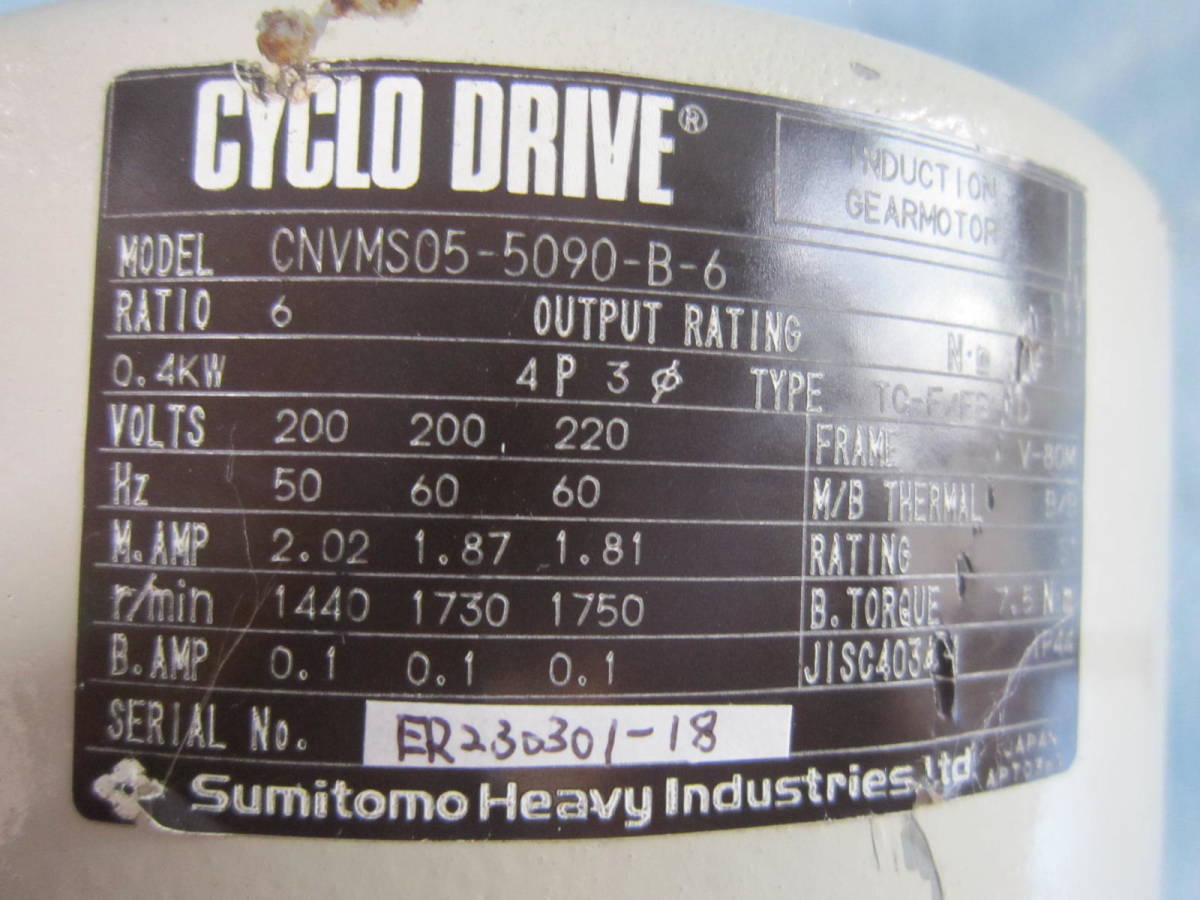 CYCLO DRIVE®
INDUCTION
GEARMOTOR
MODEL CNVMS05-5090-B-6
RATIO 6 OUTPUT RATING N·m
0.4KW 4P 3φ TYPE
VOLTS 200 200 220 FRAME V-80M
Hz 50 60 60 M/B THERMAL
M.AMP 2.02 1.87 1.81 RATING
r/min 1440 1730 1750 B.TORQUE 7.5 N·m
B.AMP 0.1 0.1 0.1
SERIAL No. ER230301-18
Sumitomo Heavy Industries, Ltd
JAPAN